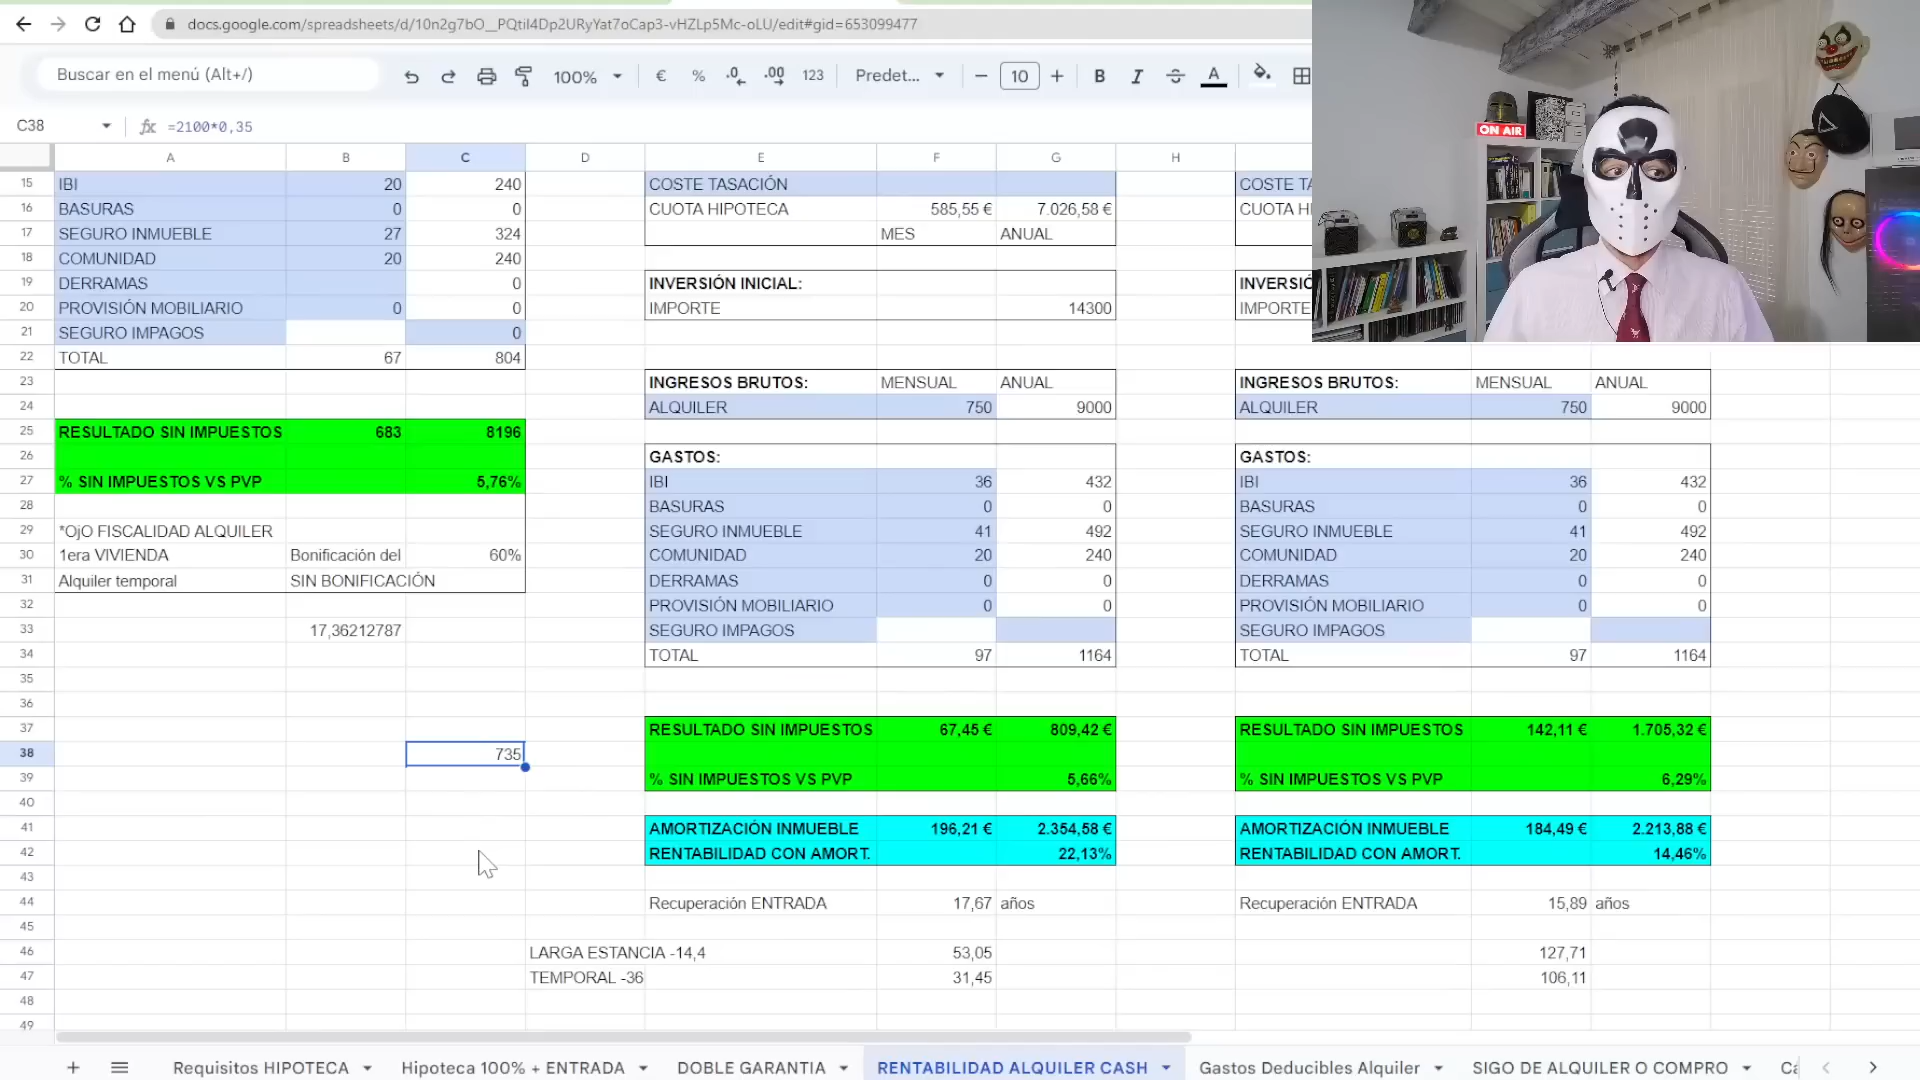 docs.google.com/spreadsheets/d/10n2g7bO__PQtiI4Dp2URyYat7oCap3-vHZLp5Mc-oLU/edit#gid=653099477
Buscar en el menú (Alt+/) 100% € % .0 .00 123 Predet... − 10 + B I A
C38 fx =2100*0,35
A B C D E F G H
15 IBI 20 240 COSTE TASACIÓN COSTE TA
16 BASURAS 0 0 CUOTA HIPOTECA 585,55 € 7.026,58 € CUOTA HI
17 SEGURO INMUEBLE 27 324 MES ANUAL
18 COMUNIDAD 20 240
19 DERRAMAS 0 INVERSIÓN INICIAL: INVERSIÓ
20 PROVISIÓN MOBILIARIO 0 0 IMPORTE 14300 IMPORTE
21 SEGURO IMPAGOS 0
22 TOTAL 67 804
23 INGRESOS BRUTOS: MENSUAL ANUAL INGRESOS BRUTOS: MENSUAL ANUAL
24 ALQUILER 750 9000 ALQUILER 750 9000
25 RESULTADO SIN IMPUESTOS 683 8196
26 GASTOS: GASTOS:
27 % SIN IMPUESTOS VS PVP 5,76% IBI 36 432 IBI 36 432
28 BASURAS 0 0 BASURAS 0 0
29 *OjO FISCALIDAD ALQUILER SEGURO INMUEBLE 41 492 SEGURO INMUEBLE 41 492
30 1era VIVIENDA Bonificación del 60% COMUNIDAD 20 240 COMUNIDAD 20 240
31 Alquiler temporal SIN BONIFICACIÓN DERRAMAS 0 0 DERRAMAS 0 0
32 PROVISIÓN MOBILIARIO 0 0 PROVISIÓN MOBILIARIO 0 0
33 17,36212787 SEGURO IMPAGOS SEGURO IMPAGOS
34 TOTAL 97 1164 TOTAL 97 1164
35
36
37 RESULTADO SIN IMPUESTOS 67,45 € 809,42 € RESULTADO SIN IMPUESTOS 142,11 € 1.705,32 €
38 735
39 % SIN IMPUESTOS VS PVP 5,66% % SIN IMPUESTOS VS PVP 6,29%
40
41 AMORTIZACIÓN INMUEBLE 196,21 € 2.354,58 € AMORTIZACIÓN INMUEBLE 184,49 € 2.213,88 €
42 RENTABILIDAD CON AMORT. 22,13% RENTABILIDAD CON AMORT. 14,46%
43
44 Recuperación ENTRADA 17,67 años Recuperación ENTRADA 15,89 años
45
46 LARGA ESTANCIA -14,4 53,05 127,71
47 TEMPORAL -36 31,45 106,11
48
49
+ Requisitos HIPOTECA Hipoteca 100% + ENTRADA DOBLE GARANTIA RENTABILIDAD ALQUILER CASH Gastos Deducibles Alquiler SIGO DE ALQUILER O COMPRO
ON AIR